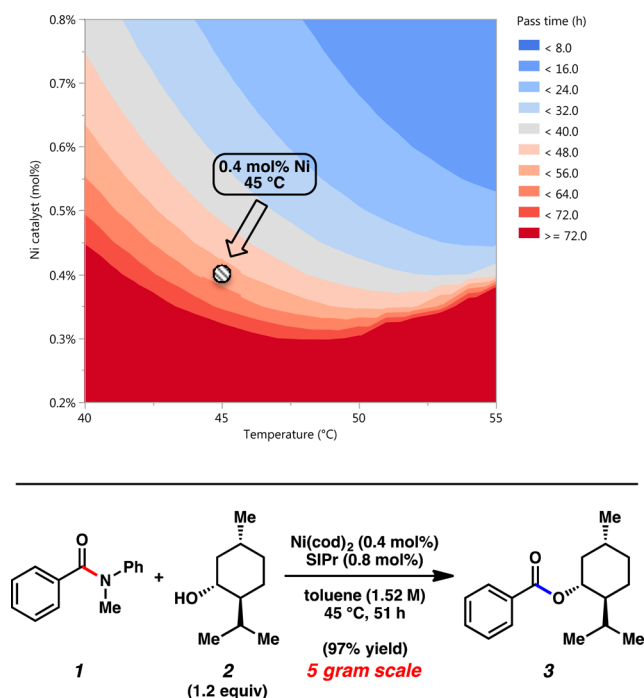 Pass time (h)
0.8%
0.7%
0.6%
0.5%
0.4%
0.3%
0.2%
Ni catalyst (mol%)
0.4 mol% Ni
45 °C
40
45
50
55
Temperature (°C)
< 8.0
< 16.0
< 24.0
< 32.0
< 40.0
< 48.0
< 56.0
< 64.0
< 72.0
>= 72.0
O
N
Ph
Me
1
+
Me
HO
Me
Me
2
(1.2 equiv)
Ni(cod)2 (0.4 mol%)
SIPr (0.8 mol%)
toluene (1.52 M)
45 °C, 51 h
(97% yield)
5 gram scale
Me
O
O
Me
Me
3